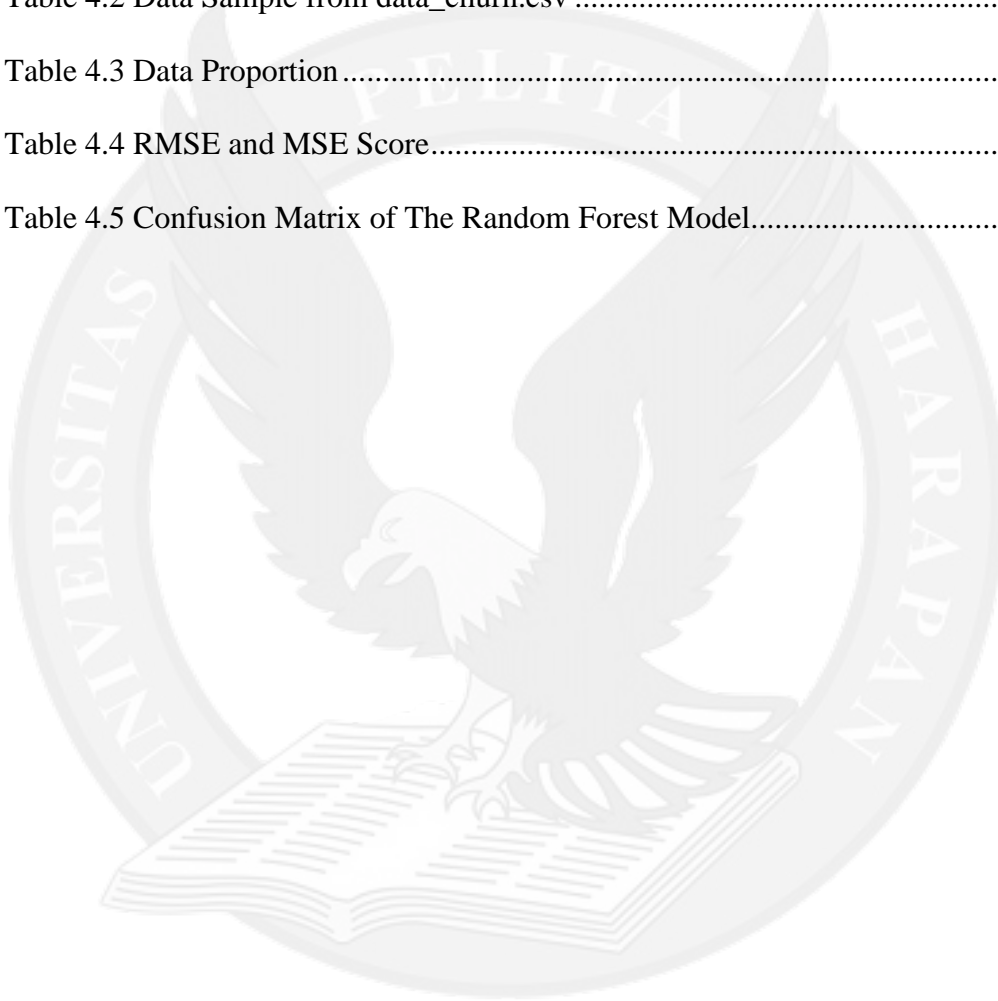 Table 4.2 Data Sample from data_churn.csv ....................................................
Table 4.3 Data Proportion ..................................................................................
Table 4.4 RMSE and MSE Score.......................................................................
Table 4.5 Confusion Matrix of The Random Forest Model...............................
UNIVERSITAS PELITA HARAPAN